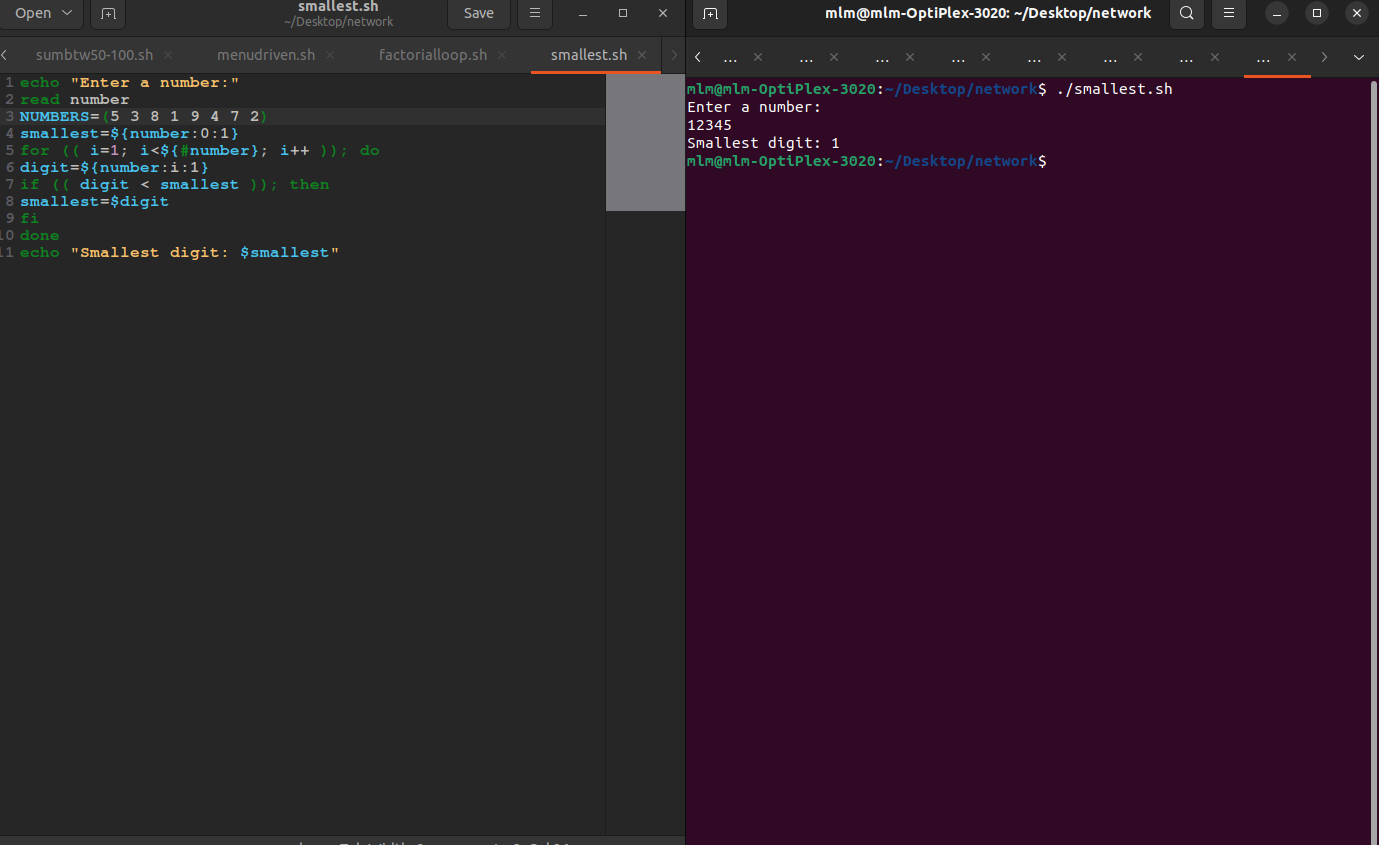 Open
smallest.sh
~/Desktop/network
Save
sumbtw50-100.sh
menudriven.sh
factorialloop.sh
smallest.sh
1 echo "Enter a number:"
2 read number
3 NUMBERS=(5 3 8 1 9 4 7 2)
4 smallest=${number:0:1}
5 for (( i=1; i<${#number}; i++ )); do
6 digit=${number:i:1}
7 if (( digit < smallest )); then
8 smallest=$digit
9 fi
10 done
11 echo "Smallest digit: $smallest"
mlm@mlm-OptiPlex-3020: ~/Desktop/network
... ... ... ... ... ... ... ...
mlm@mlm-OptiPlex-3020:~/Desktop/network$ ./smallest.sh
Enter a number:
12345
Smallest digit: 1
mlm@mlm-OptiPlex-3020:~/Desktop/network$